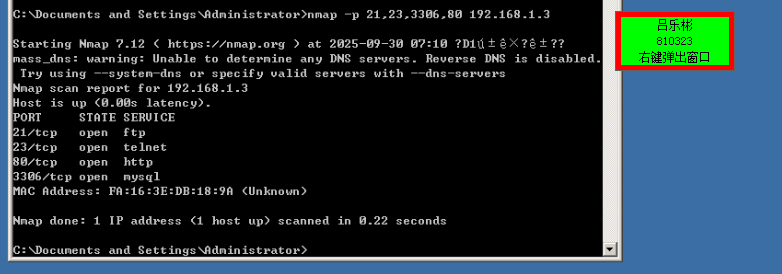 C:\Documents and Settings\Administrator>nmap -p 21,23,3306,80 192.168.1.3
Starting Nmap 7.12 ( https://nmap.org ) at 2025-09-30 07:10 ?D1ú±ê×?ê±??
mass_dns: warning: Unable to determine any DNS servers. Reverse DNS is disabled.
Try using --system-dns or specify valid servers with --dns-servers
Nmap scan report for 192.168.1.3
Host is up (0.00s latency).
PORT     STATE SERVICE
21/tcp   open  ftp
23/tcp   open  telnet
80/tcp   open  http
3306/tcp open  mysql
MAC Address: FA:16:3E:DB:18:9A (Unknown)
Nmap done: 1 IP address (1 host up) scanned in 0.22 seconds
C:\Documents and Settings\Administrator>
吕乐彬
810323
右键弹出窗口